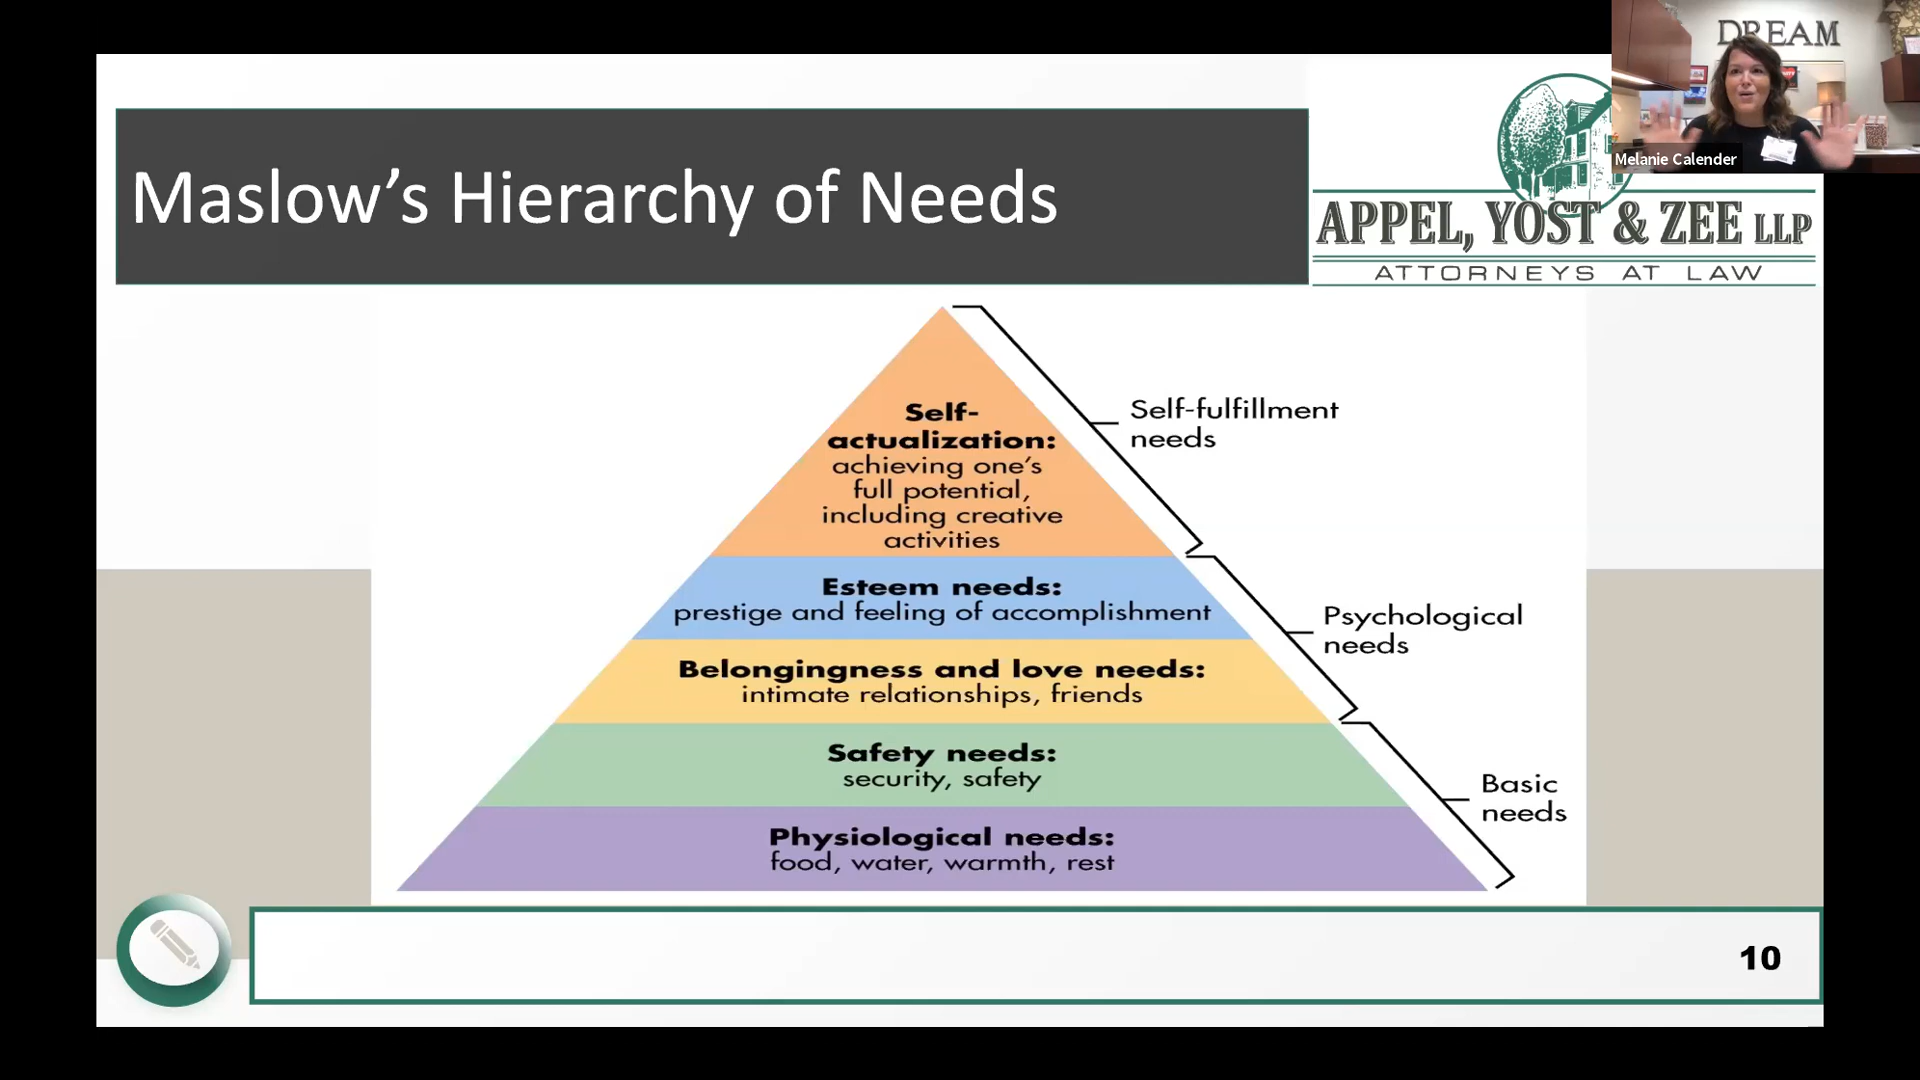 DREAM
Melanie Calender
Maslow’s Hierarchy of Needs
APPEL, YOST & ZEE LLP
ATTORNEYS AT LAW
Self-
actualization:
achieving one’s
full potential,
including creative
activities
Self-fulfillment
needs
Esteem needs:
prestige and feeling of accomplishment
Belongingness and love needs:
intimate relationships, friends
Psychological
needs
Safety needs:
security, safety
Physiological needs:
food, water, warmth, rest
Basic
needs
10